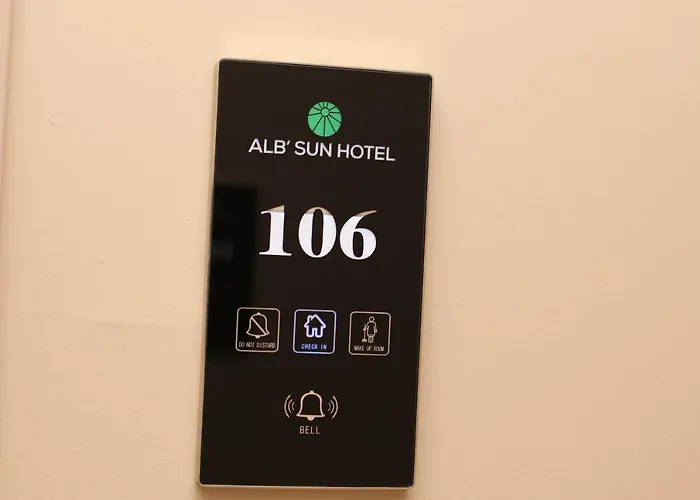 ALB' SUN HOTEL
106
DO NOT DISTURB
CHECK IN
MAKE UP ROOM
BELL